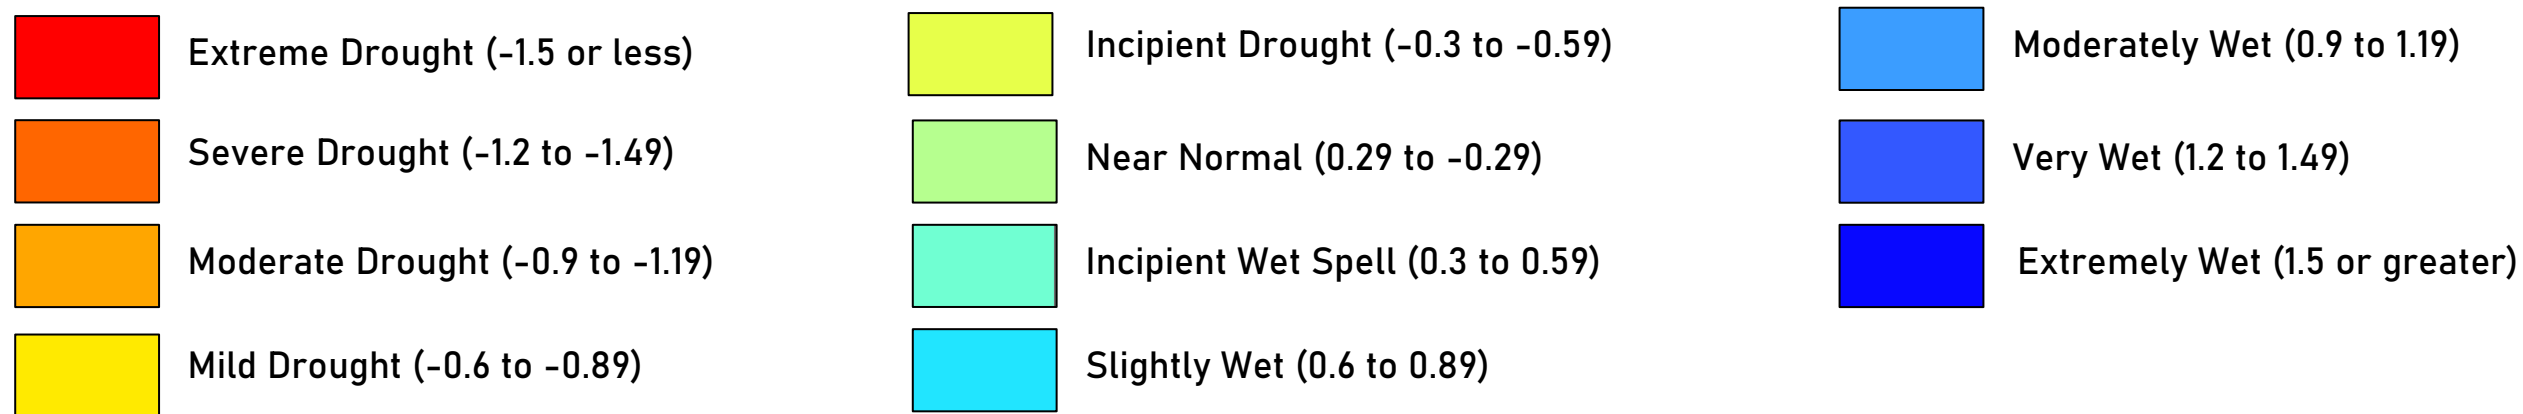 Extreme Drought (-1.5 or less)
Severe Drought (-1.2 to -1.49)
Moderate Drought (-0.9 to -1.19)
Mild Drought (-0.6 to -0.89)
Incipient Drought (-0.3 to -0.59)
Near Normal (0.29 to -0.29)
Incipient Wet Spell (0.3 to 0.59)
Slightly Wet (0.6 to 0.89)
Moderately Wet (0.9 to 1.19)
Very Wet (1.2 to 1.49)
Extremely Wet (1.5 or greater)